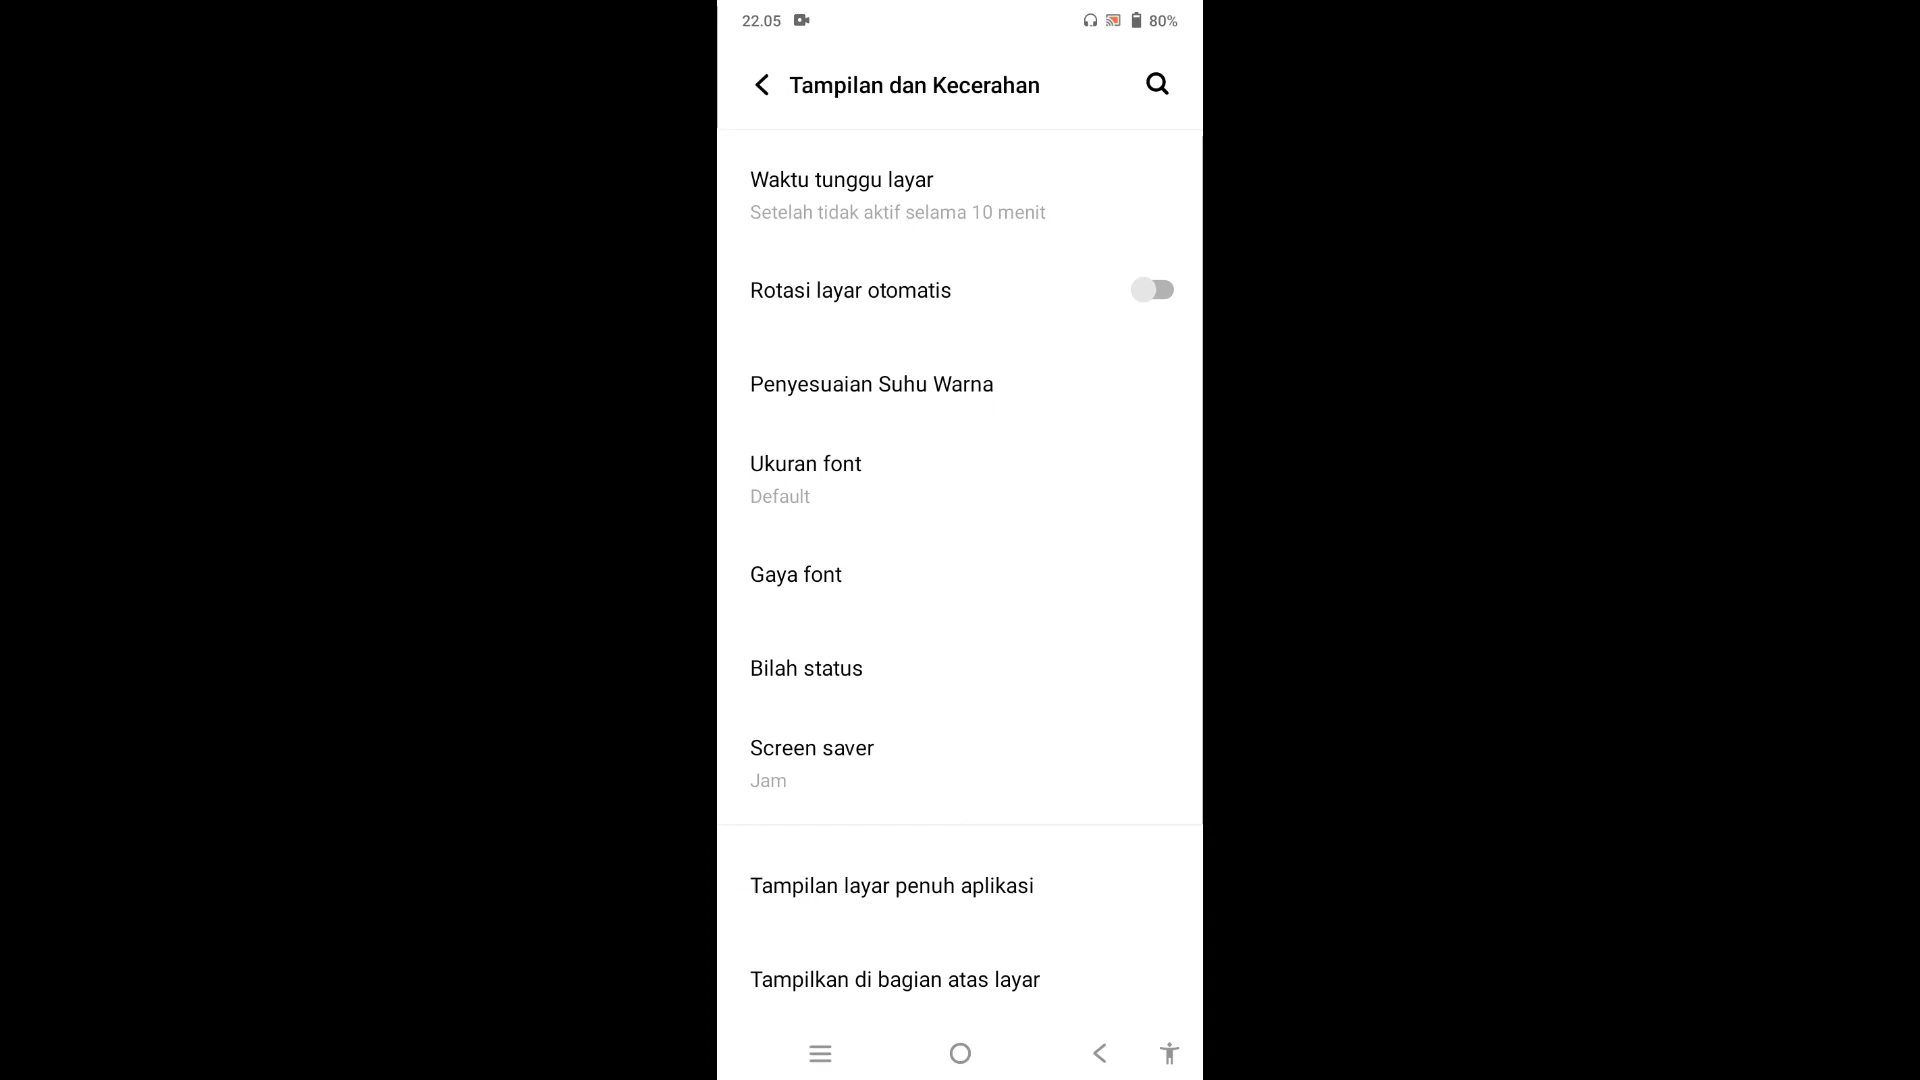 22.05
80%
Tampilan dan Kecerahan
Waktu tunggu layar
Setelah tidak aktif selama 10 menit
Rotasi layar otomatis
Penyesuaian Suhu Warna
Ukuran font
Default
Gaya font
Bilah status
Screen saver
Jam
Tampilan layar penuh aplikasi
Tampilkan di bagian atas layar